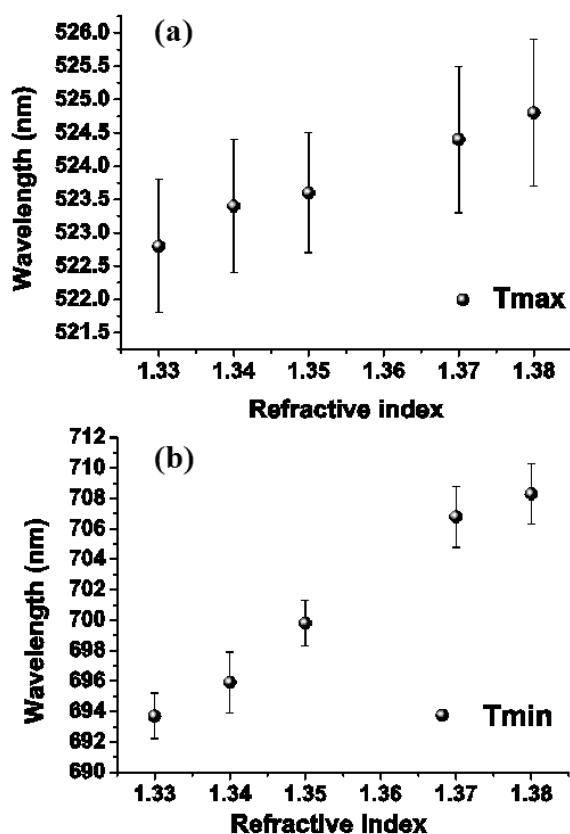 (a)
Wavelength (nm)
526.0
525.5
525.0
524.5
524.0
523.5
523.0
522.5
522.0
521.5
Tmax
1.33 1.34 1.35 1.36 1.37 1.38
Refractive index
(b)
Wavelength (nm)
712
710
708
706
704
702
700
698
696
694
692
690
Tmin
1.33 1.34 1.35 1.36 1.37 1.38
Refractive Index